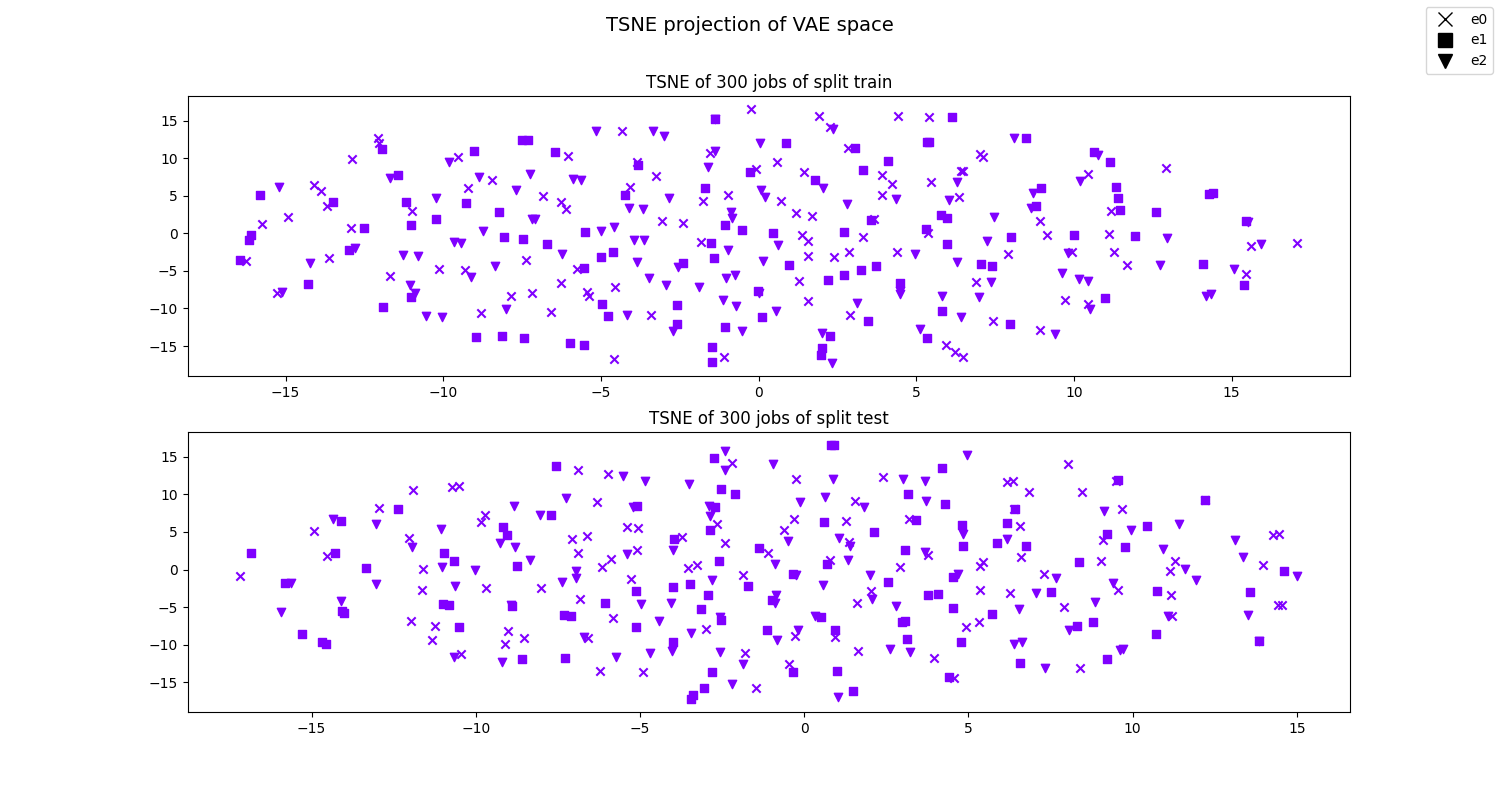 TSNE projection of VAE space
e0
e1
e2
TSNE of 300 jobs of split train
15
10
5
0
−5
−10
−15
−15 −10 −5 0 5 10 15
TSNE of 300 jobs of split test
15
10
5
0
−5
−10
−15
−15 −10 −5 0 5 10 15